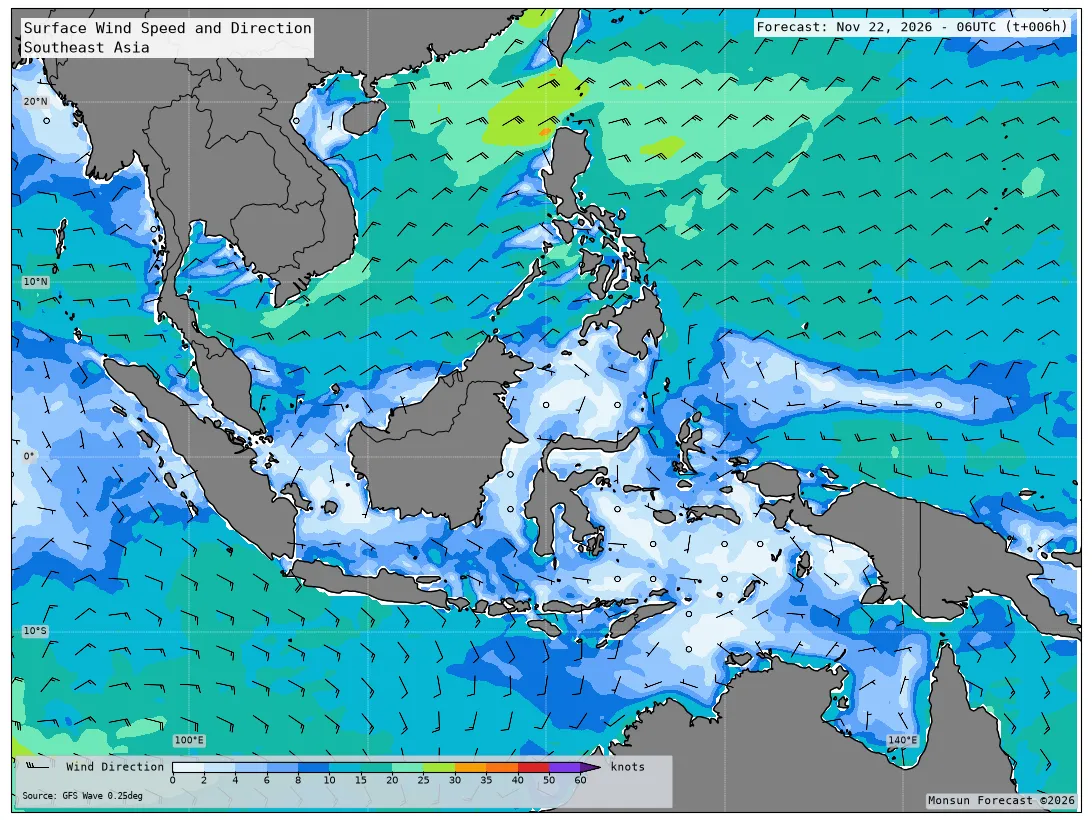 Surface Wind Speed and Direction
Southeast Asia
Forecast: Nov 22, 2026 - 06UTC (t+006h)
20°N
10°N
0°
10°S
100°E
140°E
Wind Direction
0 2 4 6 8 10 15 20 25 30 35 40 50 60
knots
Source: GFS Wave 0.25deg
Monsun Forecast ©2026